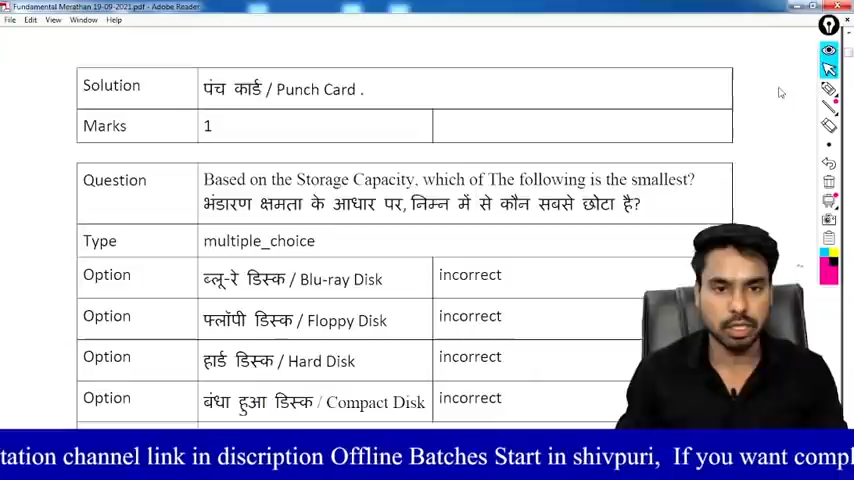 Fundamental Merathan 19-09-2021.pdf - Adobe Reader
File Edit View Window Help
Solution पंच कार्ड / Punch Card .
Marks 1
Question Based on the Storage Capacity, which of The following is the smallest?
भंडारण क्षमता के आधार पर, निम्न में से कौन सबसे छोटा है?
Type multiple_choice
Option ब्लू-रे डिस्क / Blu-ray Disk incorrect
Option फ्लॉपी डिस्क / Floppy Disk incorrect
Option हार्ड डिस्क / Hard Disk incorrect
Option बंधा हुआ डिस्क / Compact Disk incorrect
tation channel link in discription Offline Batches Start in shivpuri, If you want compl